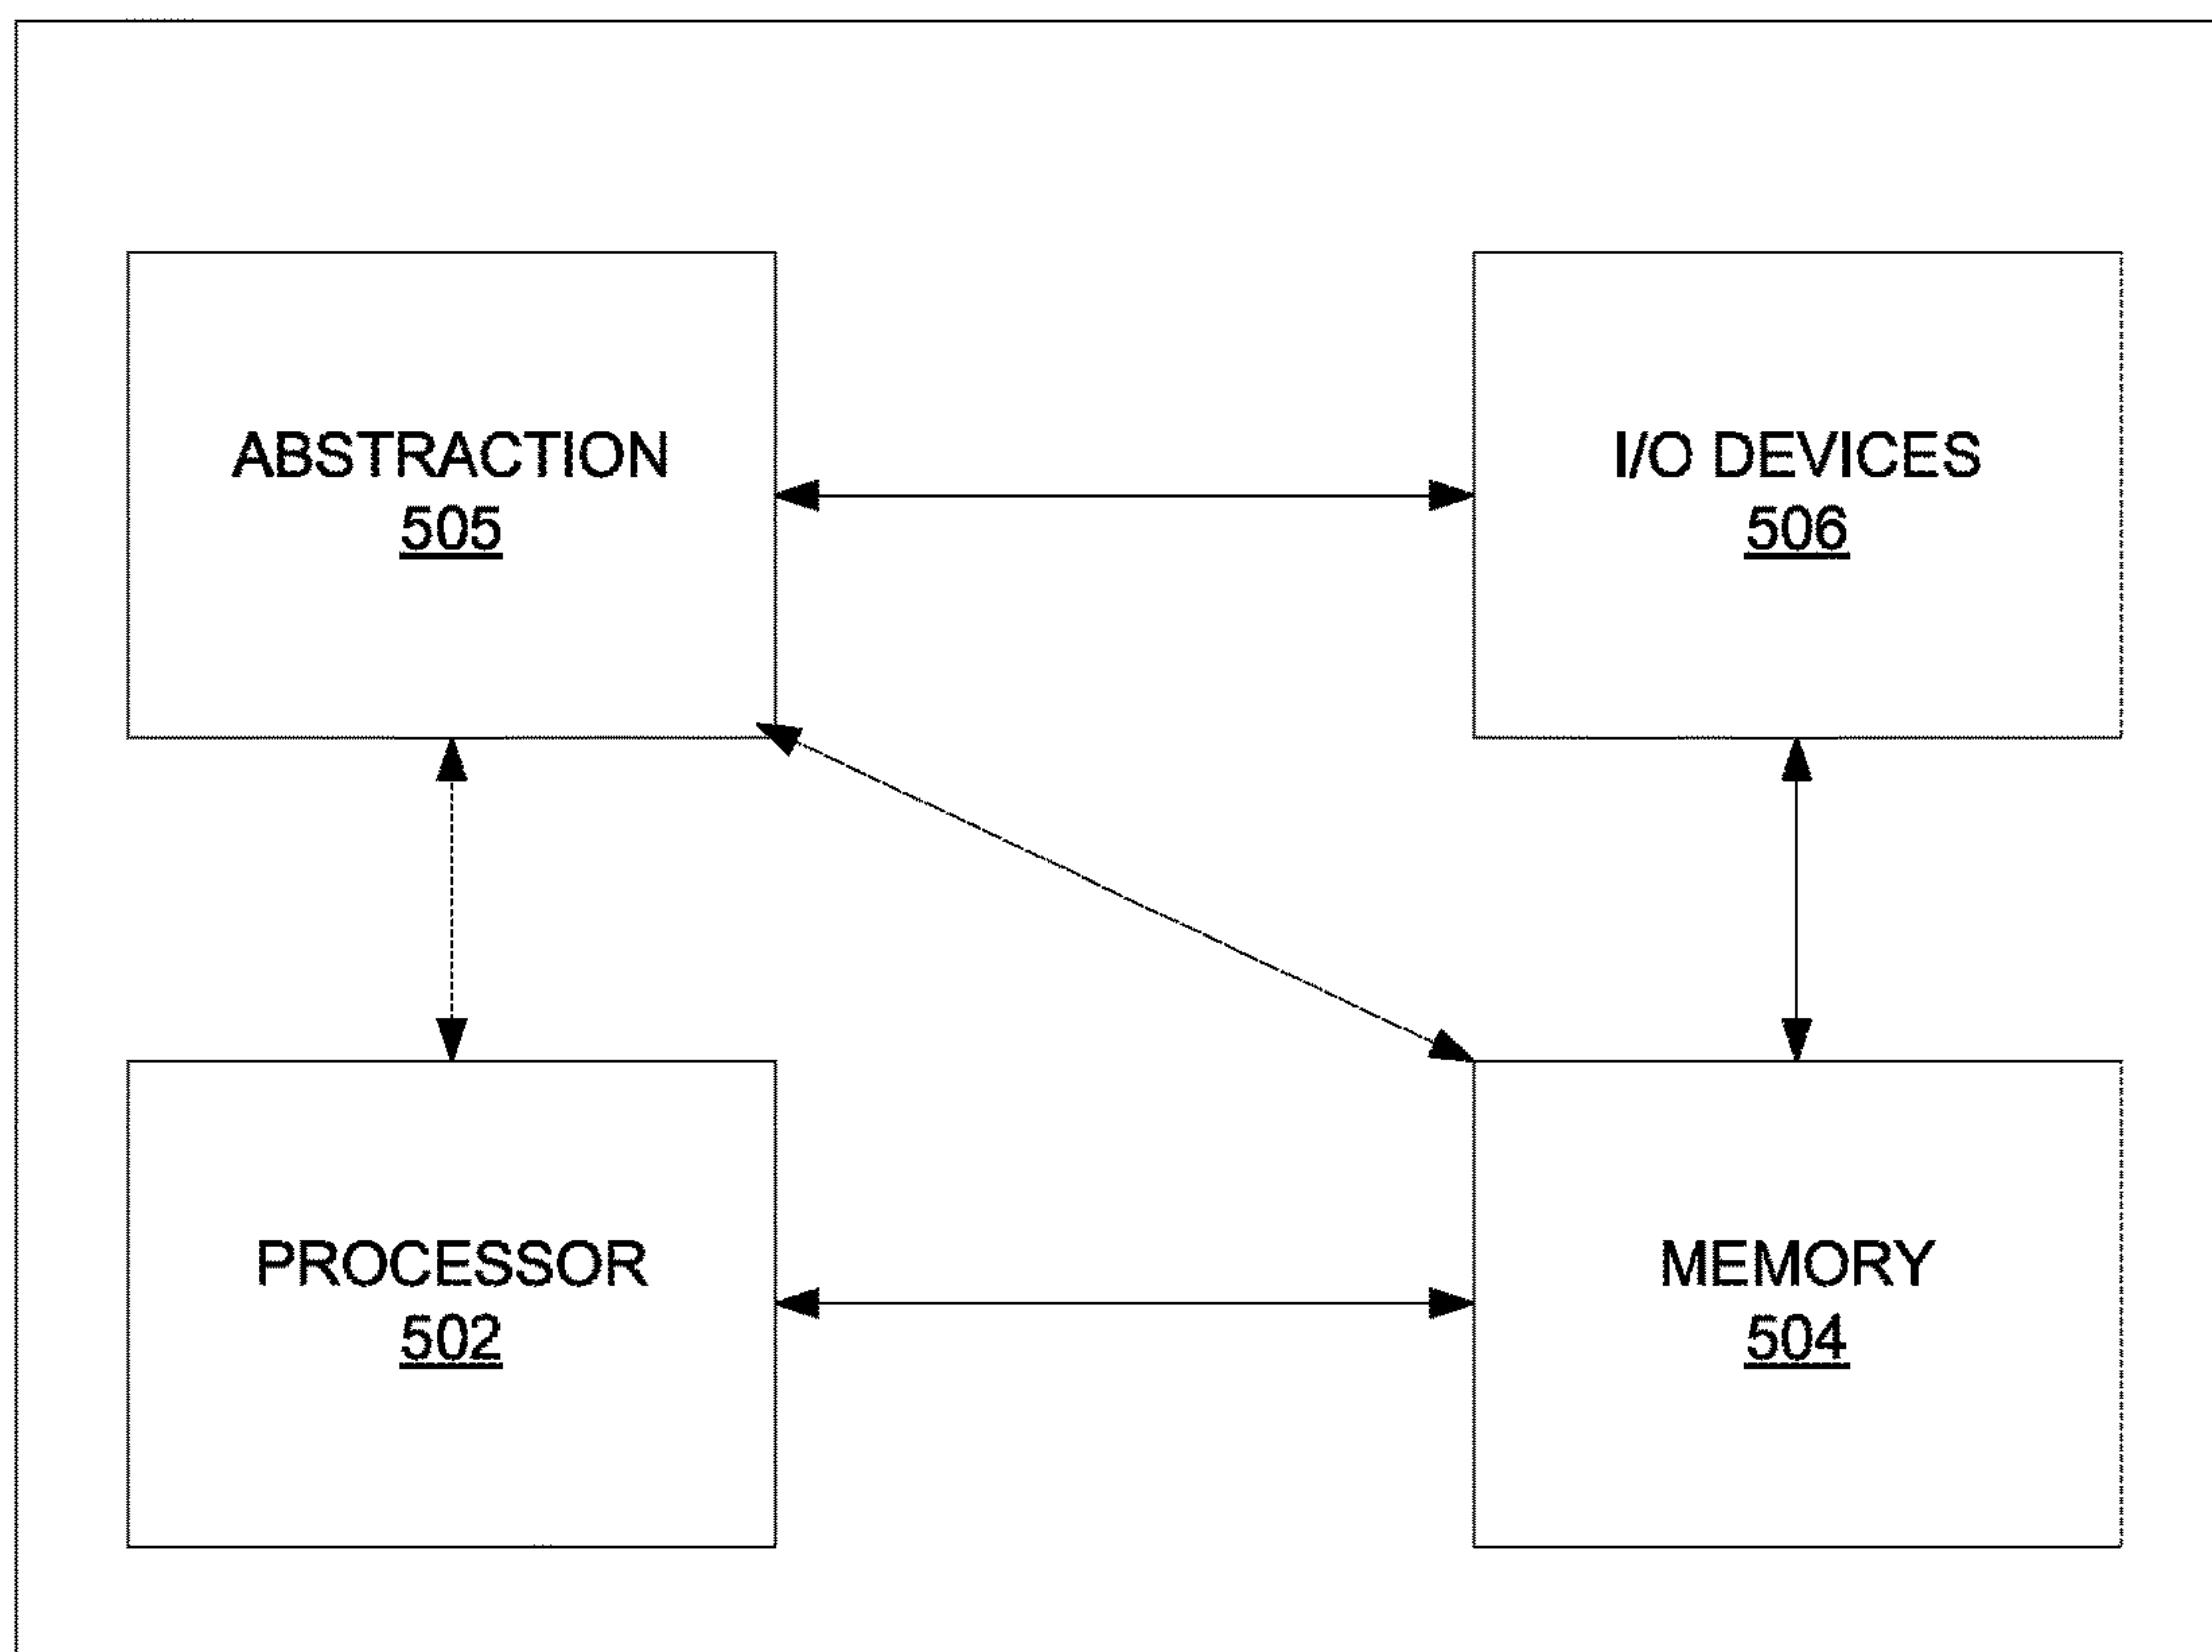 ABSTRACTION
505
I/O DEVICES
506
PROCESSOR
502
MEMORY
504